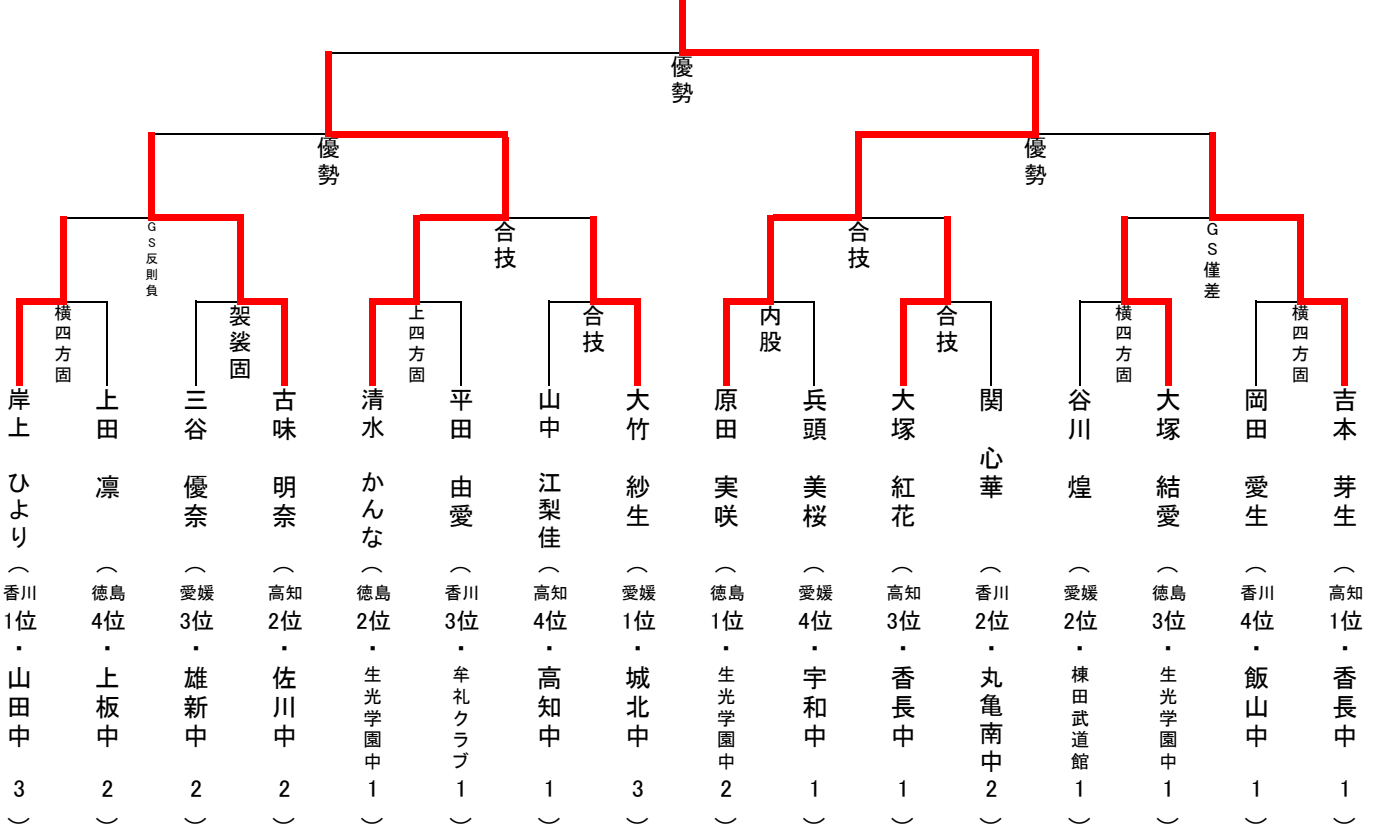 優勢
優勢
優勢
GS反則負
合技
合技
GS僅差
横四方固
袈裟固
上四方固
合技
内股
合技
横四方固
横四方固
岸上 ひより（香川1位・山田中 3）
上田 凛（徳島4位・上板中 2）
三谷 優奈（愛媛3位・雄新中 2）
古味 明奈（高知2位・佐川中 2）
清水 かんな（徳島2位・生光学園中 1）
平田 由愛（香川3位・牟礼クラブ 1）
山中 江梨佳（高知4位・高知中 1）
大竹 紗生（愛媛1位・城北中 3）
原田 実咲（徳島1位・生光学園中 2）
兵頭 美桜（愛媛4位・宇和中 1）
大塚 紅花（高知3位・香長中 1）
関 心華（香川2位・丸亀南中 2）
谷川 煌（愛媛2位・棟田武道館 1）
大塚 結愛（徳島3位・生光学園中 1）
岡田 愛生（香川4位・飯山中 1）
吉本 芽生（高知1位・香長中 1）